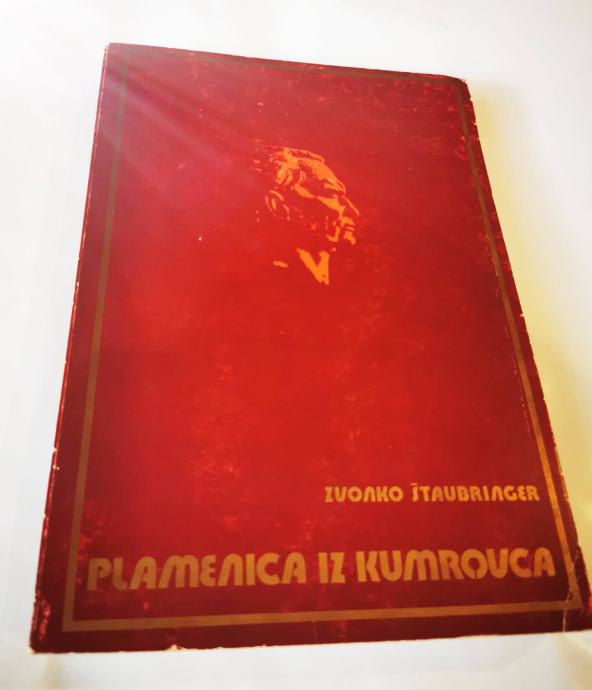 ZVONKO ŠTAUBRINGER
PLAMENICA IZ KUMROVCA